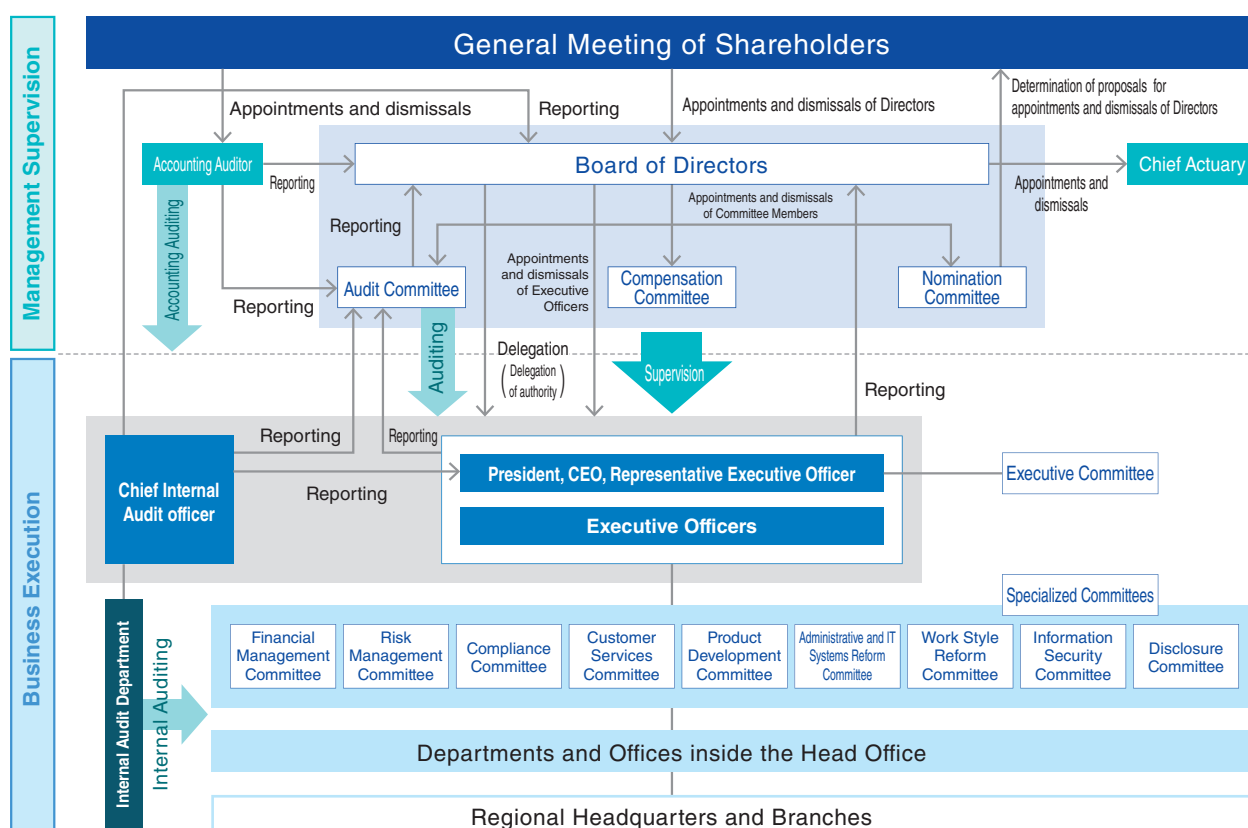 Management Supervision
General Meeting of Shareholders
Appointments and dismissals
Reporting
Appointments and dismissals of Directors
Determination of proposals for
appointments and dismissals of Directors
Accounting Auditor
Reporting
Board of Directors
Chief Actuary
Appointments and
dismissals
Accounting Auditing
Reporting
Appointments and dismissals
of Committee Members
Appointments
and dismissals
of Executive
Officers
Audit Committee
Compensation
Committee
Nomination
Committee
Reporting
Auditing
Delegation
( Delegation
of authority )
Supervision
Reporting
Business Execution
Reporting
Reporting
Chief Internal
Audit officer
Reporting
President, CEO, Representative Executive Officer
Executive Officers
Executive Committee
Specialized Committees
Internal Audit Department
Internal Auditing
Financial
Management
Committee
Risk
Management
Committee
Compliance
Committee
Customer
Services
Committee
Product
Development
Committee
Administrative and IT
Systems Reform
Committee
Work Style
Reform
Committee
Information
Security
Committee
Disclosure
Committee
Departments and Offices inside the Head Office
Regional Headquarters and Branches